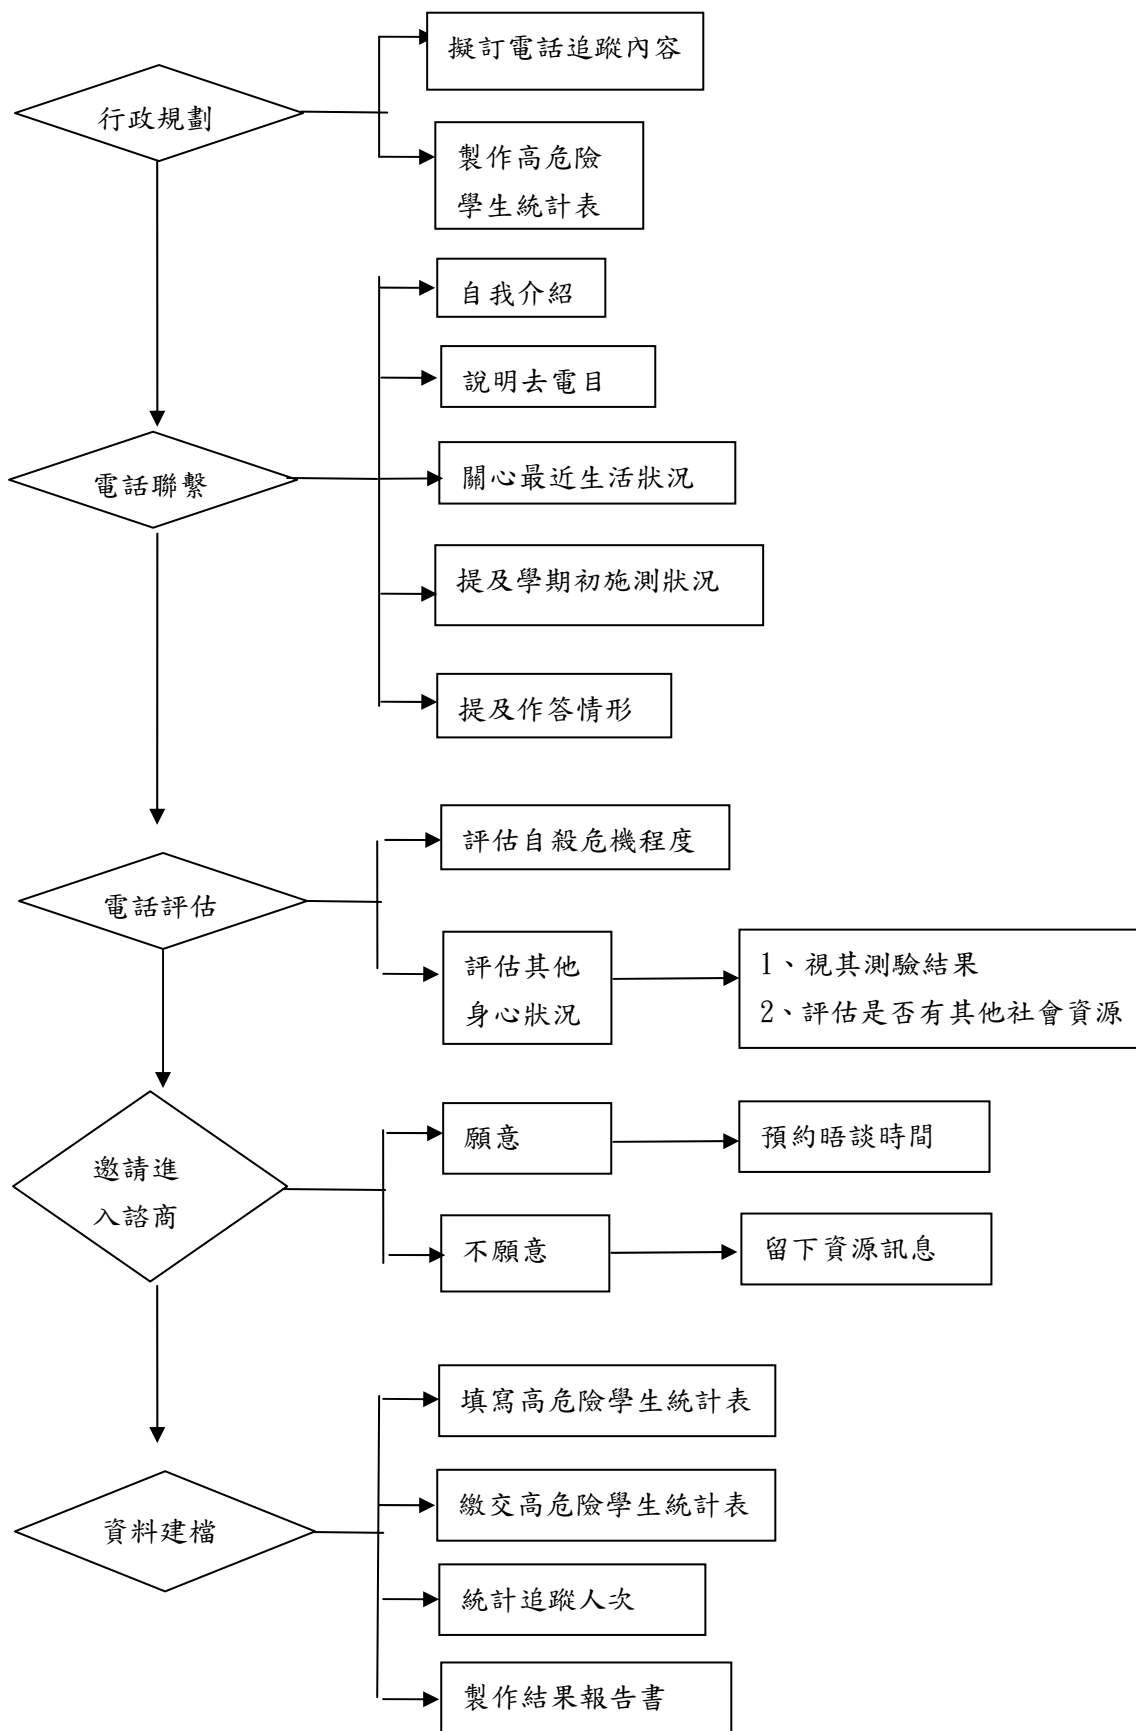 擬訂電話追蹤內容
行政規劃
製作高危險
學生統計表
自我介紹
說明去電目
電話聯繫
關心最近生活狀況
提及學期初施測狀況
提及作答情形
評估自殺危機程度
電話評估
評估其他
身心狀況
1、視其測驗結果
2、評估是否有其他社會資源
邀請進
入諮商
願意
預約晤談時間
不願意
留下資源訊息
填寫高危險學生統計表
資料建檔
繳交高危險學生統計表
統計追蹤人次
製作結果報告書